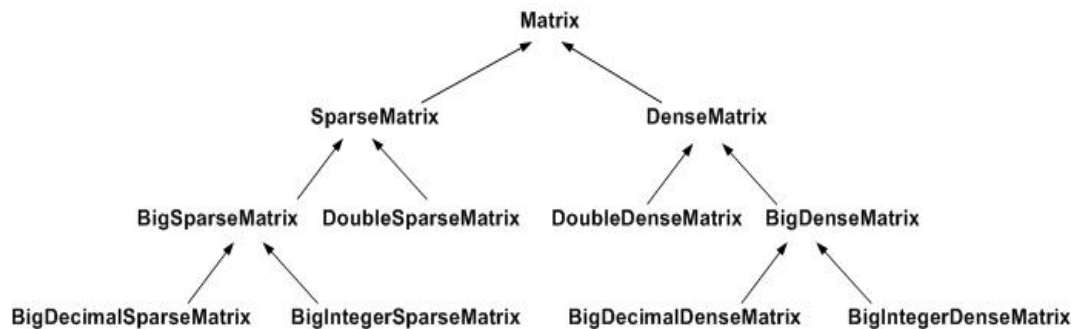 Matrix
SparseMatrix DenseMatrix
BigSparseMatrix DoubleSparseMatrix DoubleDenseMatrix BigDenseMatrix
BigDecimalSparseMatrix BigIntegerSparseMatrix BigDecimalDenseMatrix BigIntegerDenseMatrix